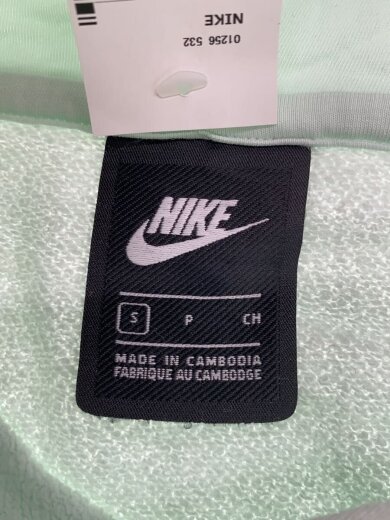 NIKE
01256 532
NIKE
S P CH
MADE IN CAMBODIA
FABRIQUE AU CAMBODGE